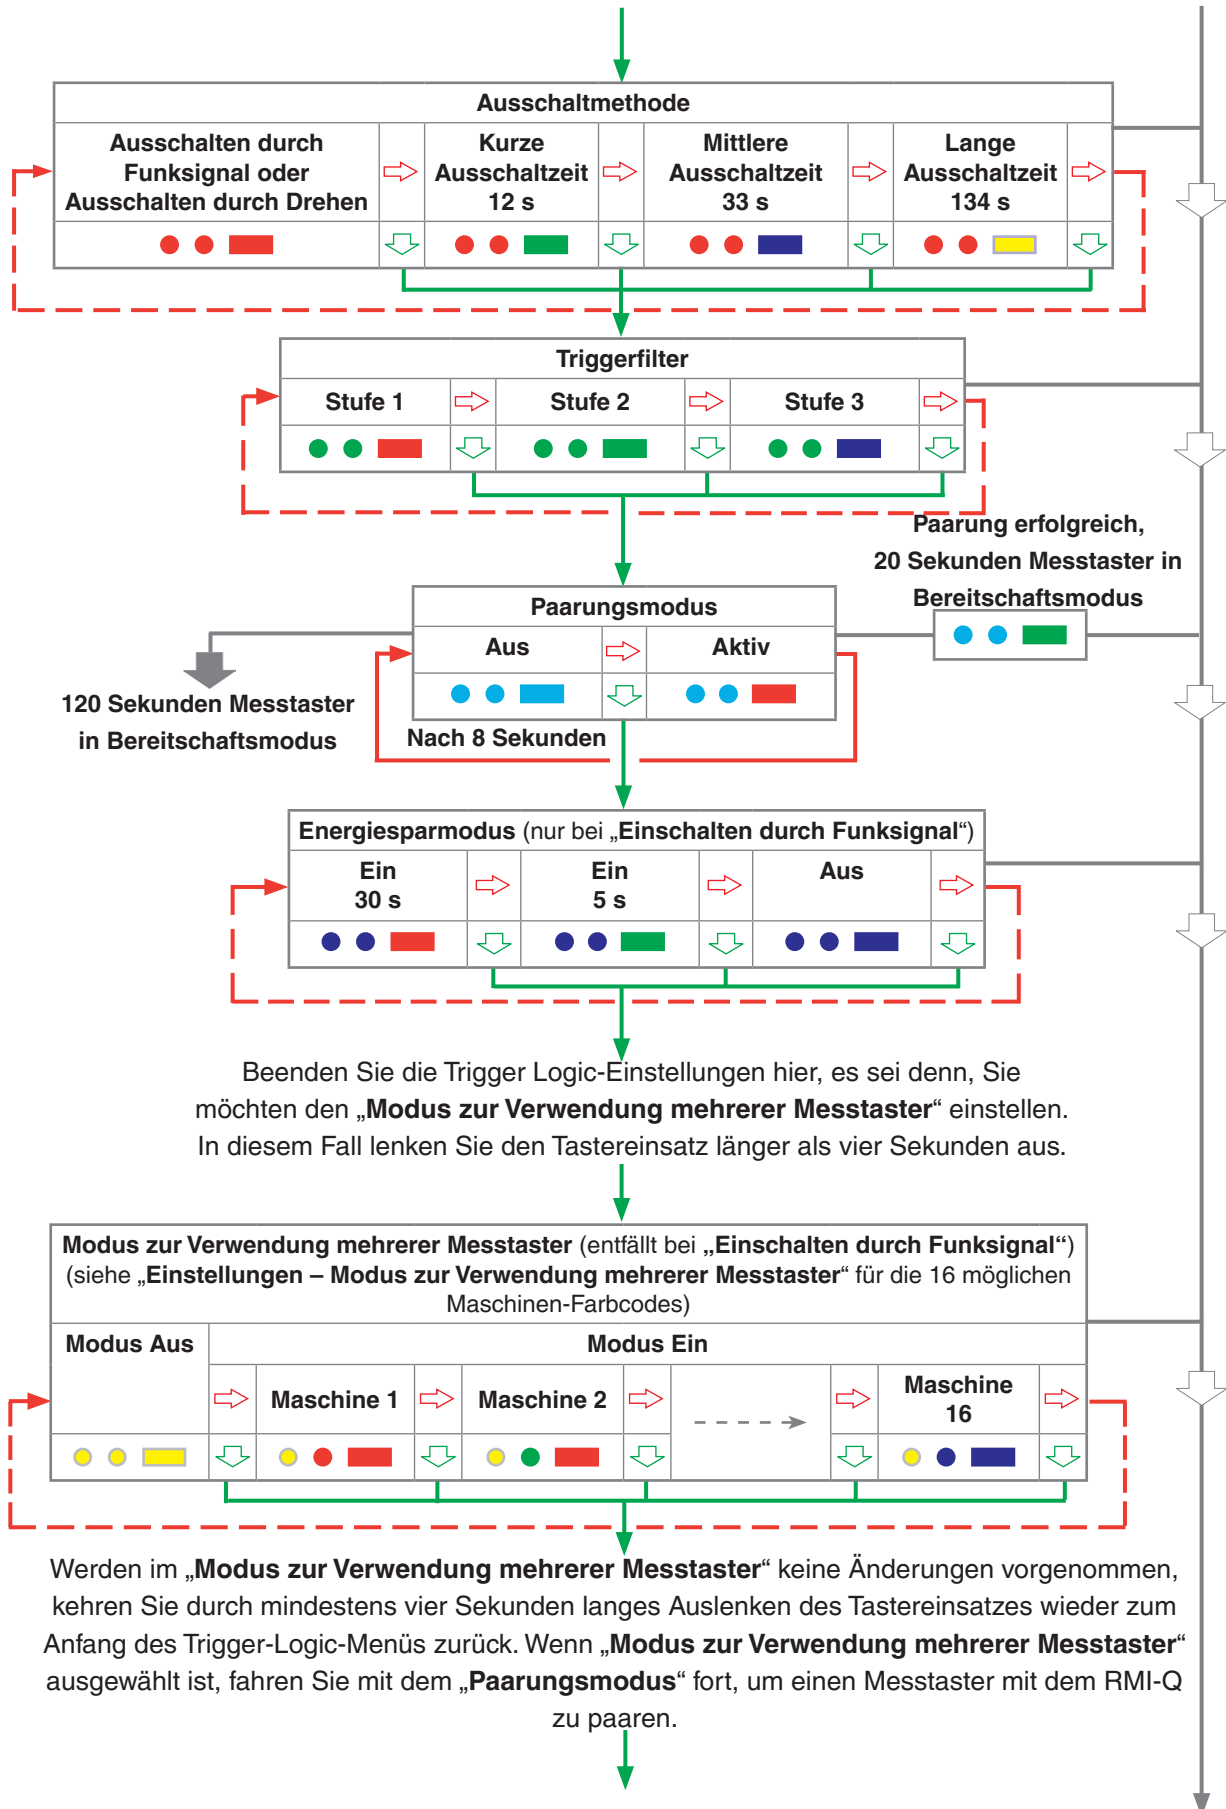 Ausschaltmethode
Ausschalten durch
Funksignal oder
Ausschalten durch Drehen
Kurze
Ausschaltzeit
12 s
Mittlere
Ausschaltzeit
33 s
Lange
Ausschaltzeit
134 s
Triggerfilter
Stufe 1
Stufe 2
Stufe 3
Paarung erfolgreich,
20 Sekunden Messtaster in
Bereitschaftsmodus
Paarungsmodus
Aus
Aktiv
120 Sekunden Messtaster
in Bereitschaftsmodus
Nach 8 Sekunden
Energiesparmodus (nur bei „Einschalten durch Funksignal“)
Ein
30 s
Ein
5 s
Aus
Beenden Sie die Trigger Logic-Einstellungen hier, es sei denn, Sie
möchten den „Modus zur Verwendung mehrerer Messtaster“ einstellen.
In diesem Fall lenken Sie den Tastereinsatz länger als vier Sekunden aus.
Modus zur Verwendung mehrerer Messtaster (entfällt bei „Einschalten durch Funksignal“)
(siehe „Einstellungen – Modus zur Verwendung mehrerer Messtaster“ für die 16 möglichen
Maschinen-Farbcodes)
Modus Aus
Modus Ein
Maschine 1
Maschine 2
Maschine
16
Werden im „Modus zur Verwendung mehrerer Messtaster“ keine Änderungen vorgenommen,
kehren Sie durch mindestens vier Sekunden langes Auslenken des Tastereinsatzes wieder zum
Anfang des Trigger-Logic-Menüs zurück. Wenn „Modus zur Verwendung mehrerer Messtaster“
ausgewählt ist, fahren Sie mit dem „Paarungsmodus“ fort, um einen Messtaster mit dem RMI-Q
zu paaren.